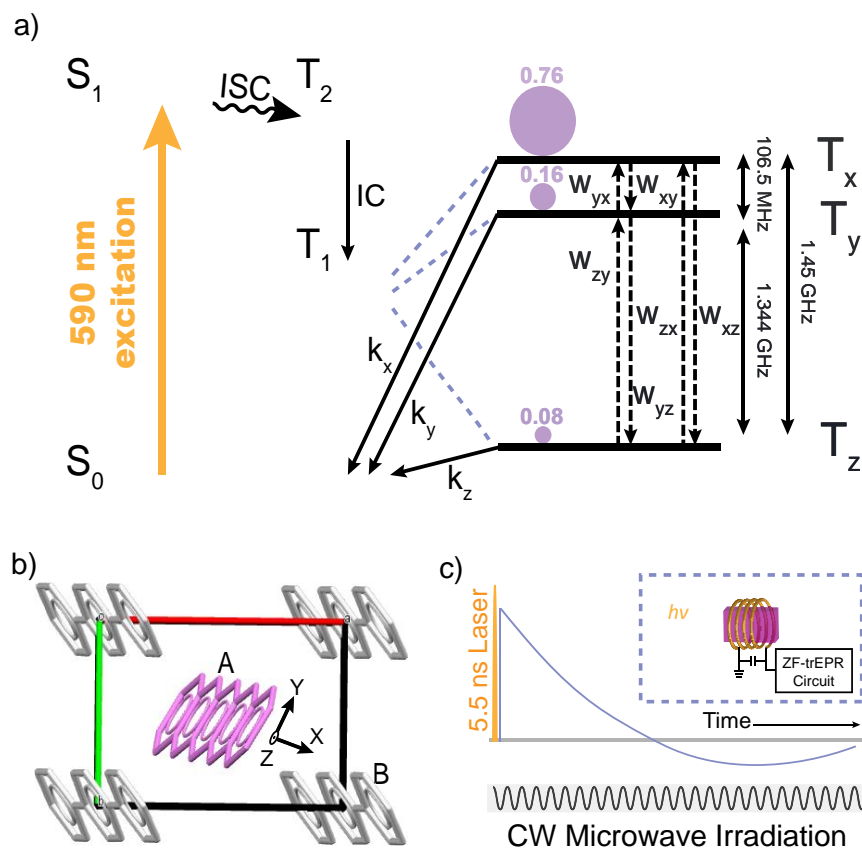 a)
S1
ISC
T2
590 nm
excitation
IC
T1
S0
0.76
0.16
0.08
kx
ky
kz
Wyx
Wxy
Wzy
Wzx
Wxz
Wyz
106.5 MHz
1.344 GHz
1.45 GHz
Tx
Ty
Tz
b)
A
B
Y
X
Z
a
c)
5.5 ns Laser
hν
ZF-trEPR
Circuit
Time
CW Microwave Irradiation